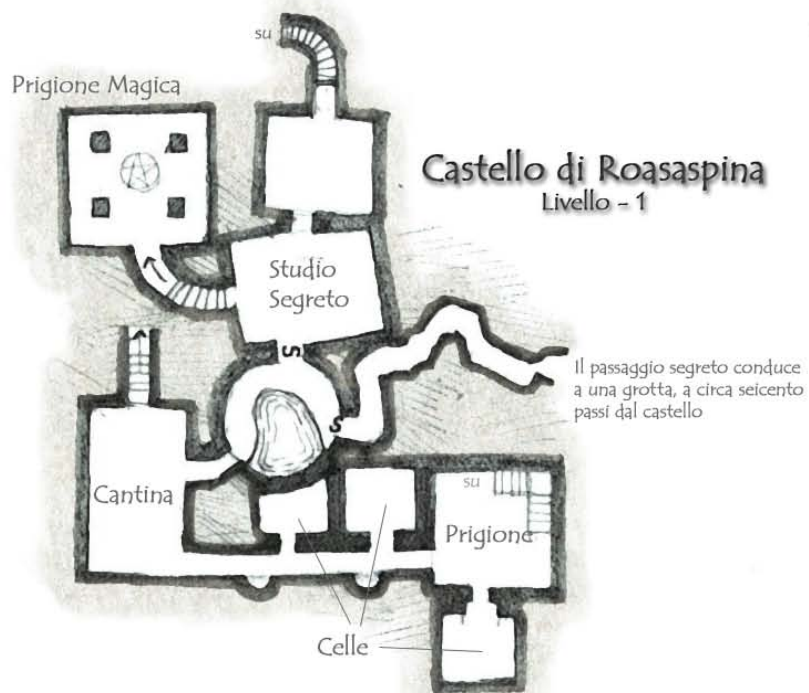 su
Prigione Magica
Castello di Roasaspina
Livello - 1
Studio
Segreto
S
Il passaggio segreto conduce
a una grotta, a circa seicento
passi dal castello
S
Cantina
su
Prigione
Celle